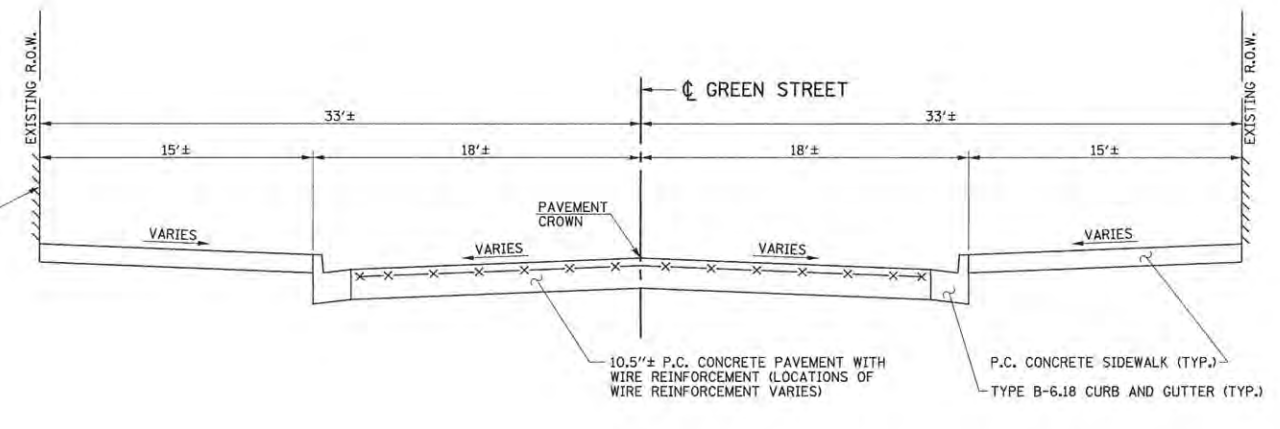 EXISTING R.O.W.
EXISTING R.O.W.
℄ GREEN STREET
33'±
33'±
15'±
18'±
18'±
15'±
PAVEMENT
CROWN
VARIES
VARIES
VARIES
VARIES
10.5"± P.C. CONCRETE PAVEMENT WITH
WIRE REINFORCEMENT (LOCATIONS OF
WIRE REINFORCEMENT VARIES)
P.C. CONCRETE SIDEWALK (TYP.)
TYPE B-6.18 CURB AND GUTTER (TYP.)